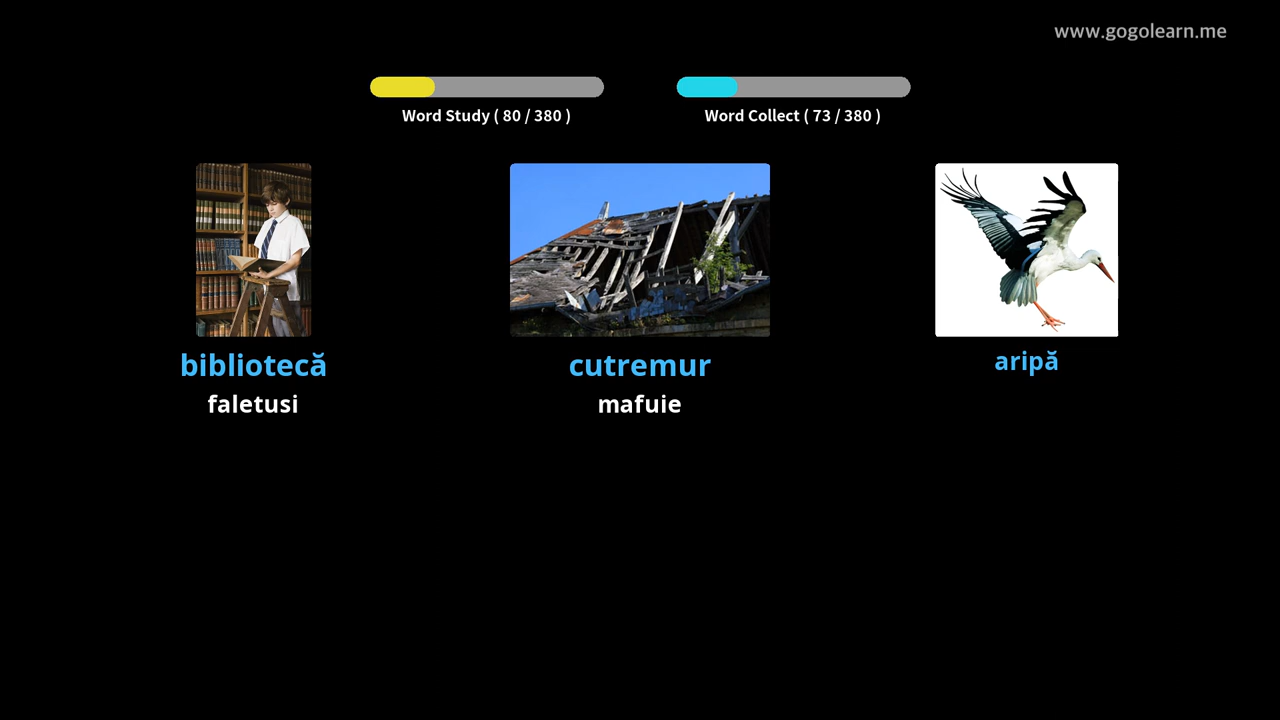 www.gogolearn.me
Word Study ( 80 / 380 )
Word Collect ( 73 / 380 )
bibliotecă
faletusi
cutremur
mafuie
aripă